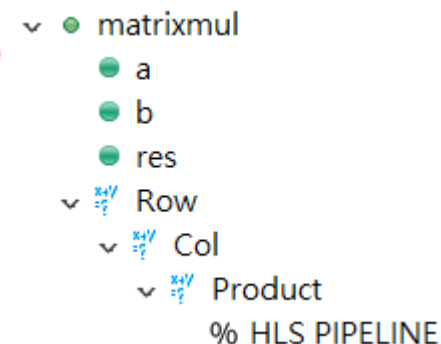 matrixmul
a
b
res
Row
Col
Product
% HLS PIPELINE